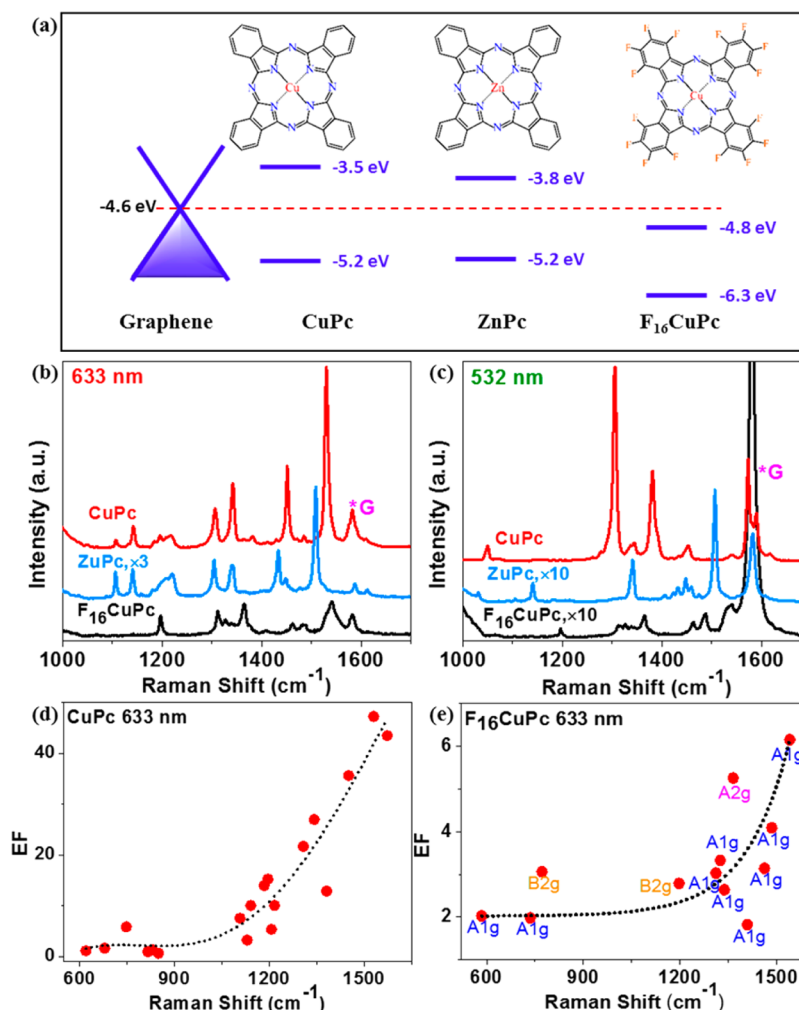 (a)
N N N
N Cu N
N N N
N N N
N Zn N
N N N
F F F F
F F F F
N N N
N Cu N
N N N
F F F F
F F F F
-3.5 eV
-3.8 eV
-4.6 eV
-4.8 eV
-5.2 eV
-5.2 eV
-6.3 eV
Graphene CuPc ZnPc F16CuPc
(b) 633 nm
Intensity (a.u.)
CuPc
*G
ZuPc,×3
F16CuPc
1000 1200 1400 1600
Raman Shift (cm-1)
(c) 532 nm
Intensity (a.u.)
*G
CuPc
ZuPc,×10
F16CuPc,×10
1000 1200 1400 1600
Raman Shift (cm-1)
(d) CuPc 633 nm
EF
40
20
0
600 900 1200 1500
Raman Shift (cm-1)
(e) F16CuPc 633 nm
EF
6
4
2
A1g
A2g
A1g
A1g
B2g
B2g
A1g
A1g
A1g
A1g
A1g
A1g
600 900 1200 1500
Raman Shift (cm-1)